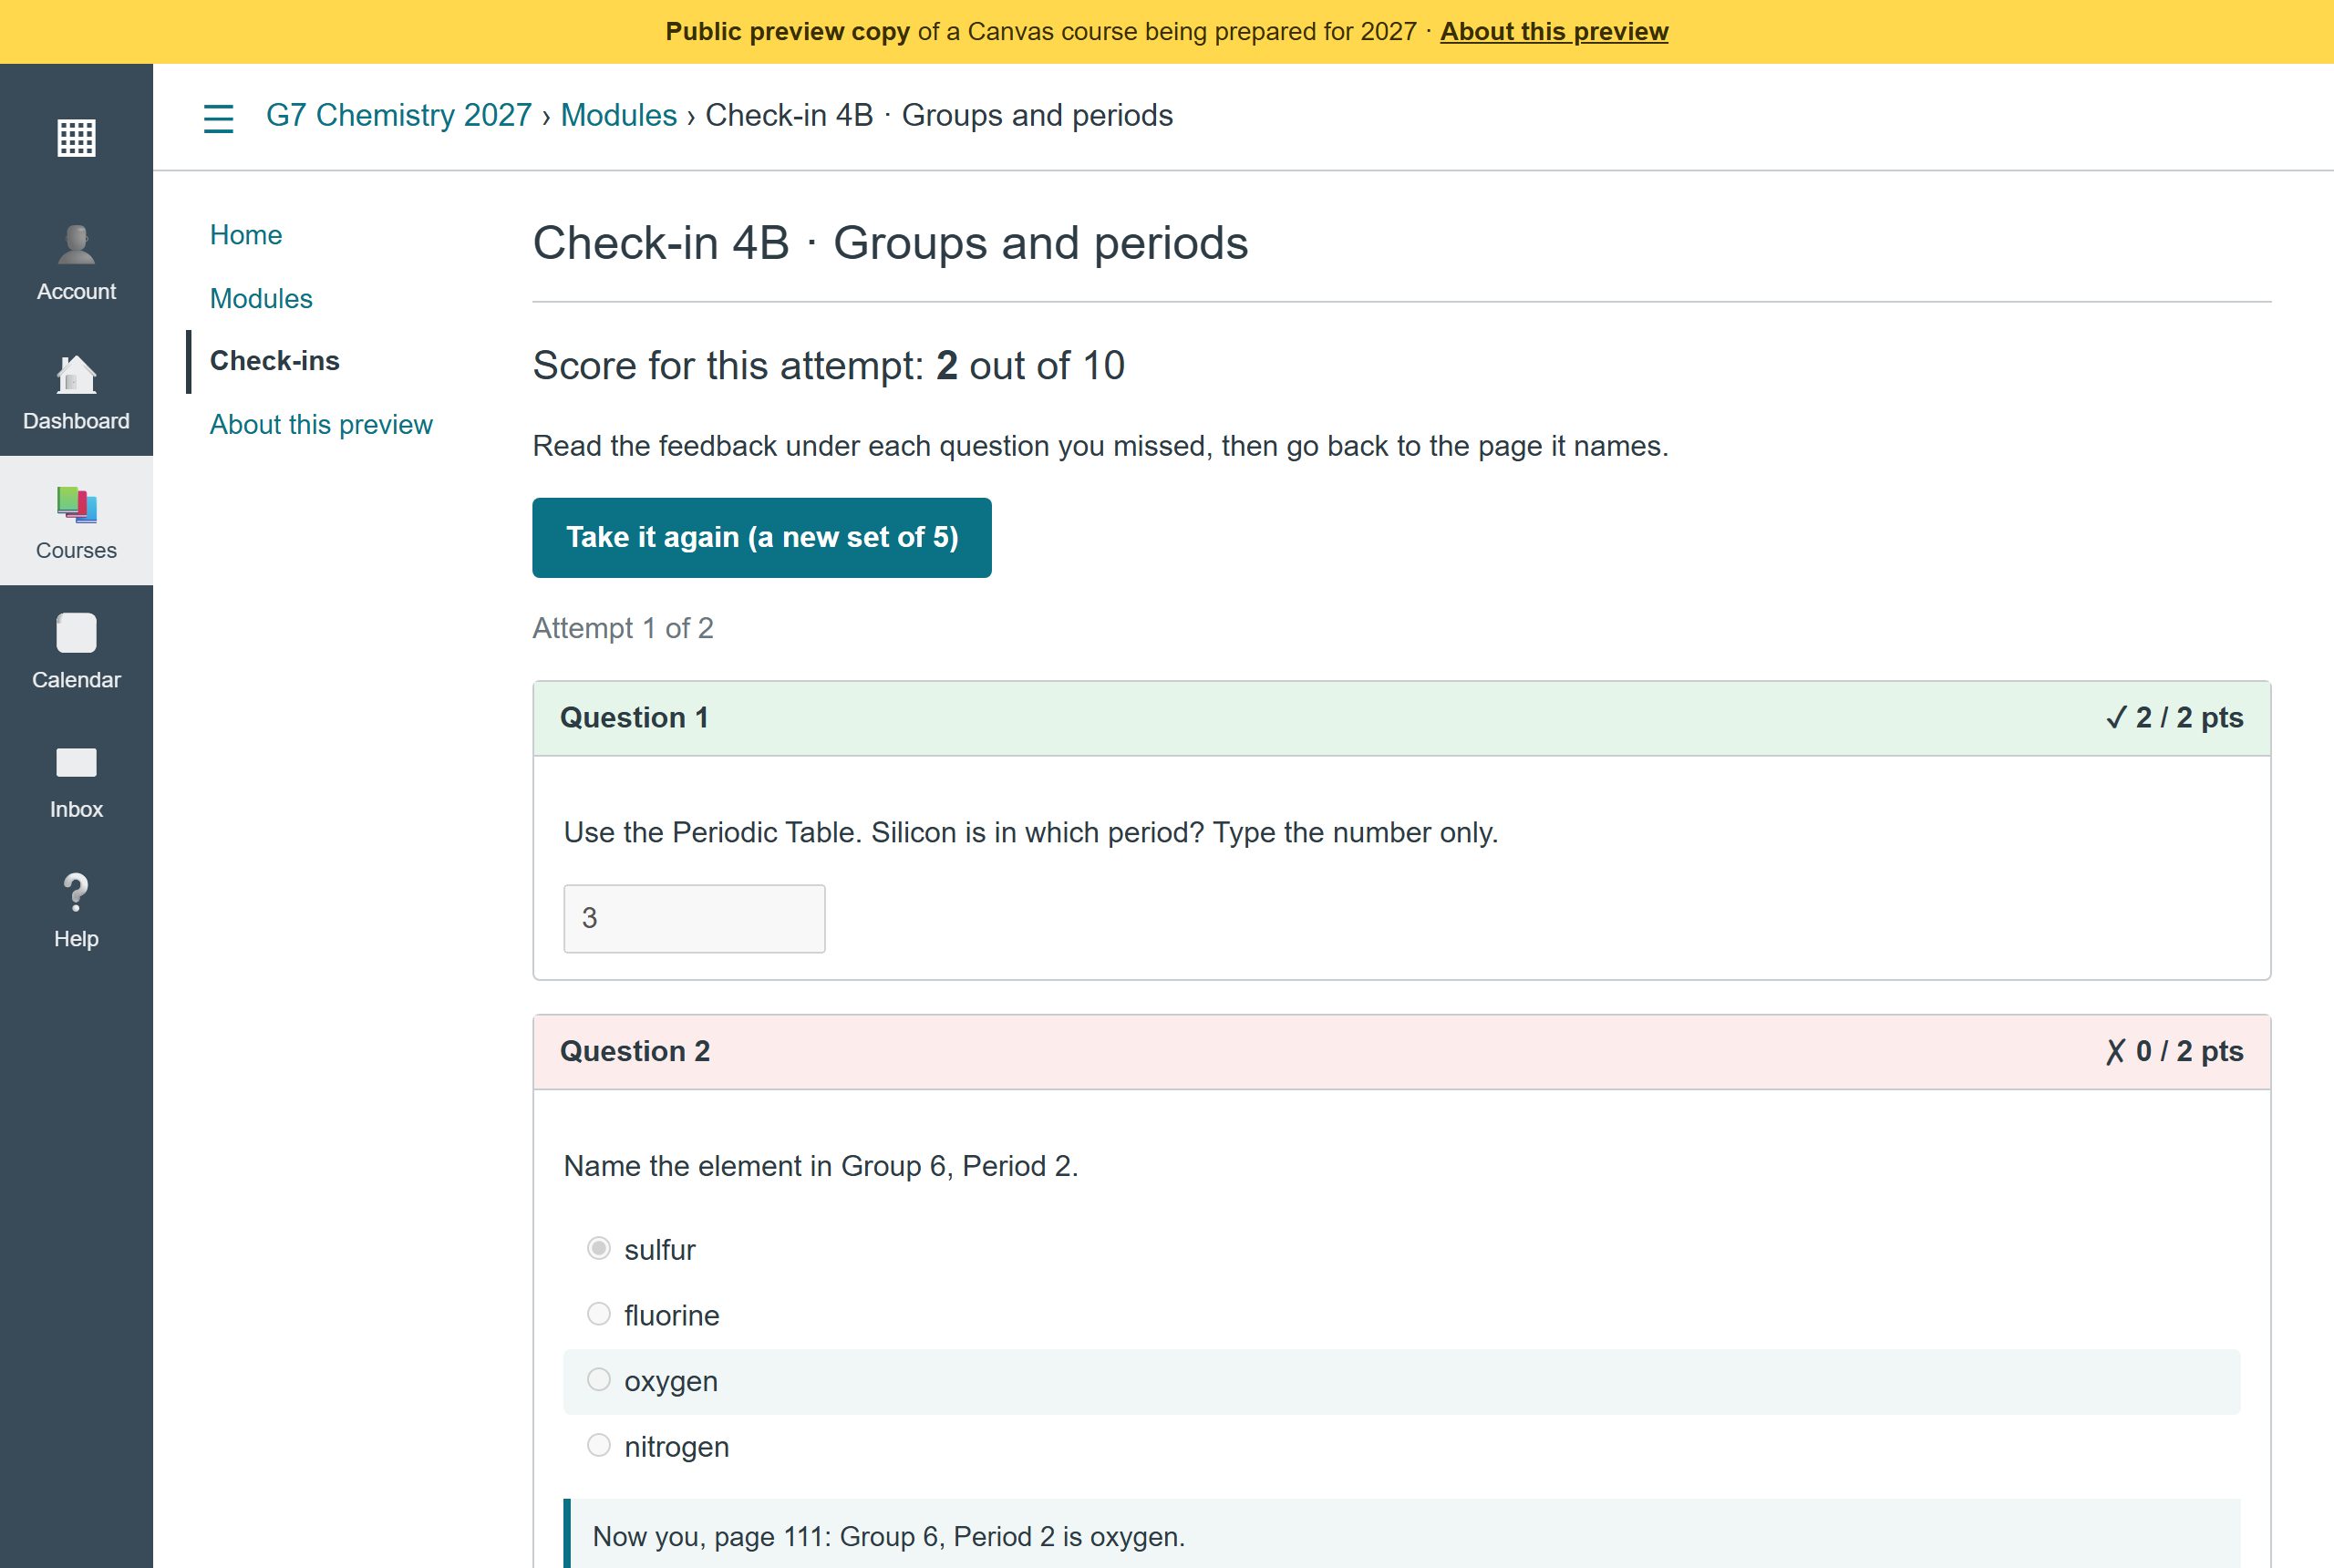 Public preview copy of a Canvas course being prepared for 2027 · About this preview
G7 Chemistry 2027 › Modules › Check-in 4B · Groups and periods
Account
Dashboard
Courses
Calendar
Inbox
Help
Home
Modules
Check-ins
About this preview
Check-in 4B · Groups and periods
Score for this attempt: 2 out of 10
Read the feedback under each question you missed, then go back to the page it names.
Take it again (a new set of 5)
Attempt 1 of 2
Question 1 ✓ 2 / 2 pts
Use the Periodic Table. Silicon is in which period? Type the number only.
3
Question 2 ✗ 0 / 2 pts
Name the element in Group 6, Period 2.
sulfur
fluorine
oxygen
nitrogen
Now you, page 111: Group 6, Period 2 is oxygen.